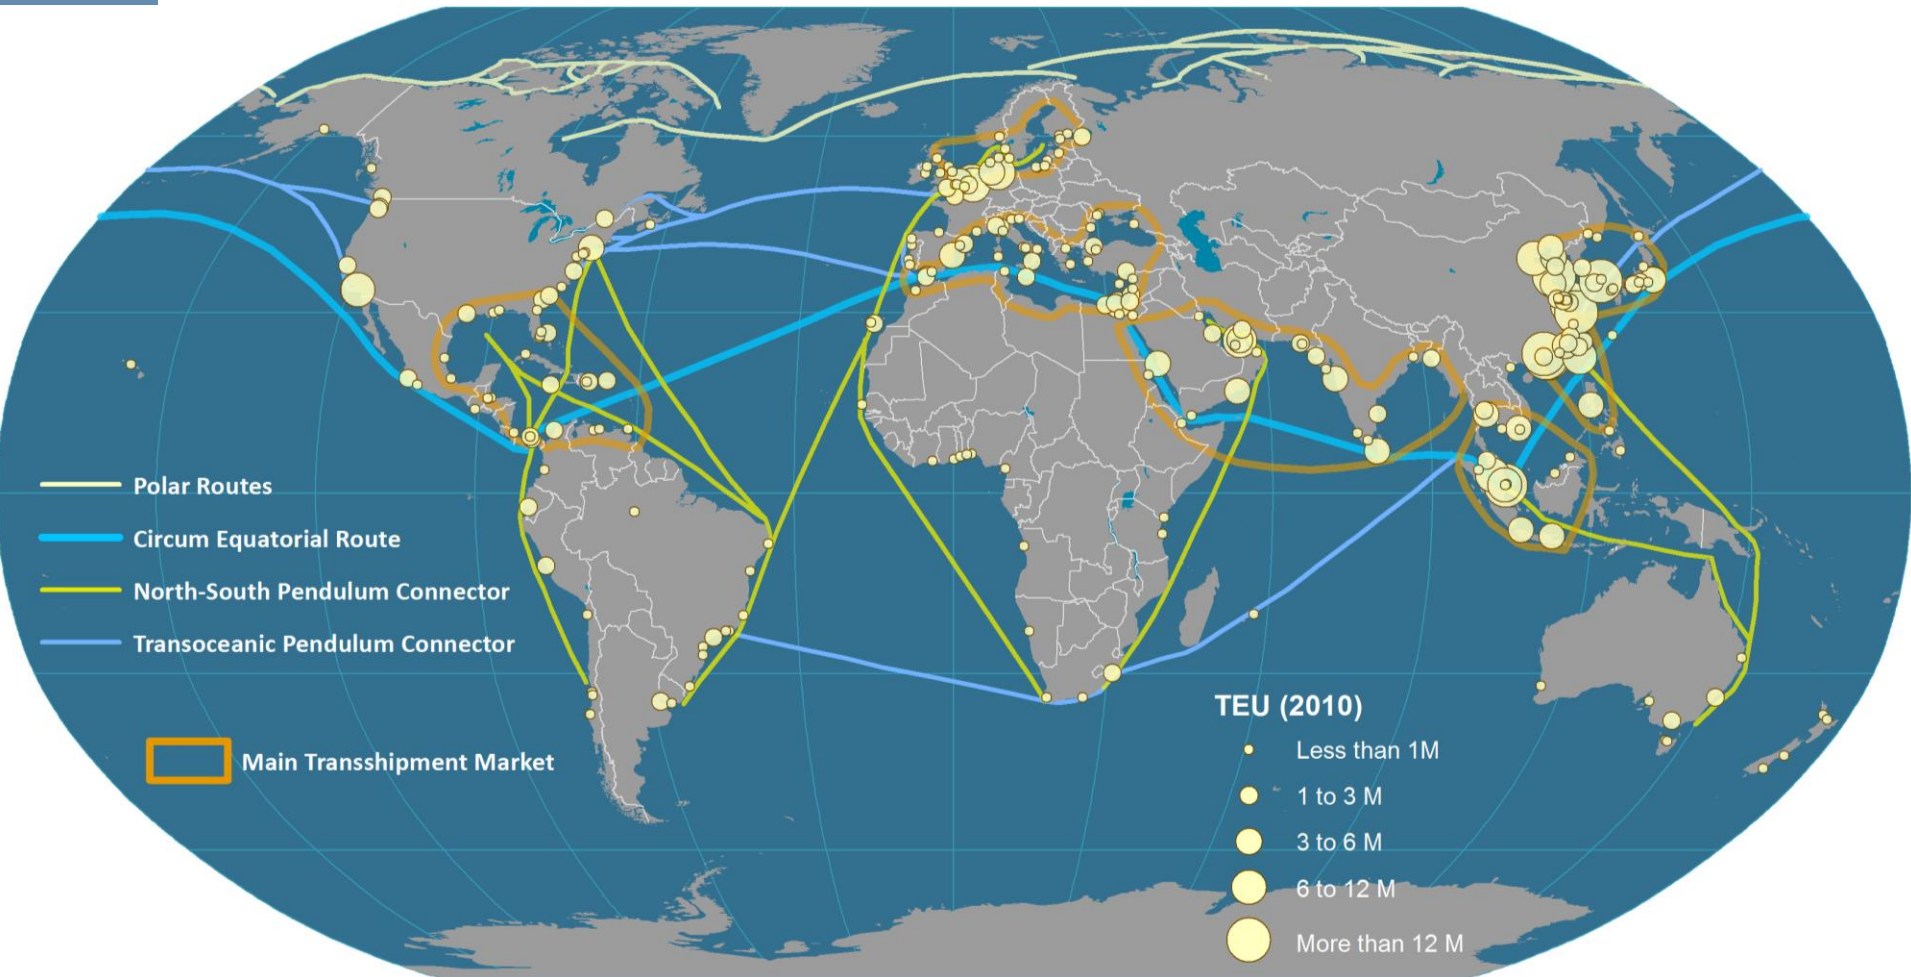 Polar Routes
Circum Equatorial Route
North-South Pendulum Connector
Transoceanic Pendulum Connector
Main Transshipment Market
TEU (2010)
Less than 1M
1 to 3 M
3 to 6 M
6 to 12 M
More than 12 M